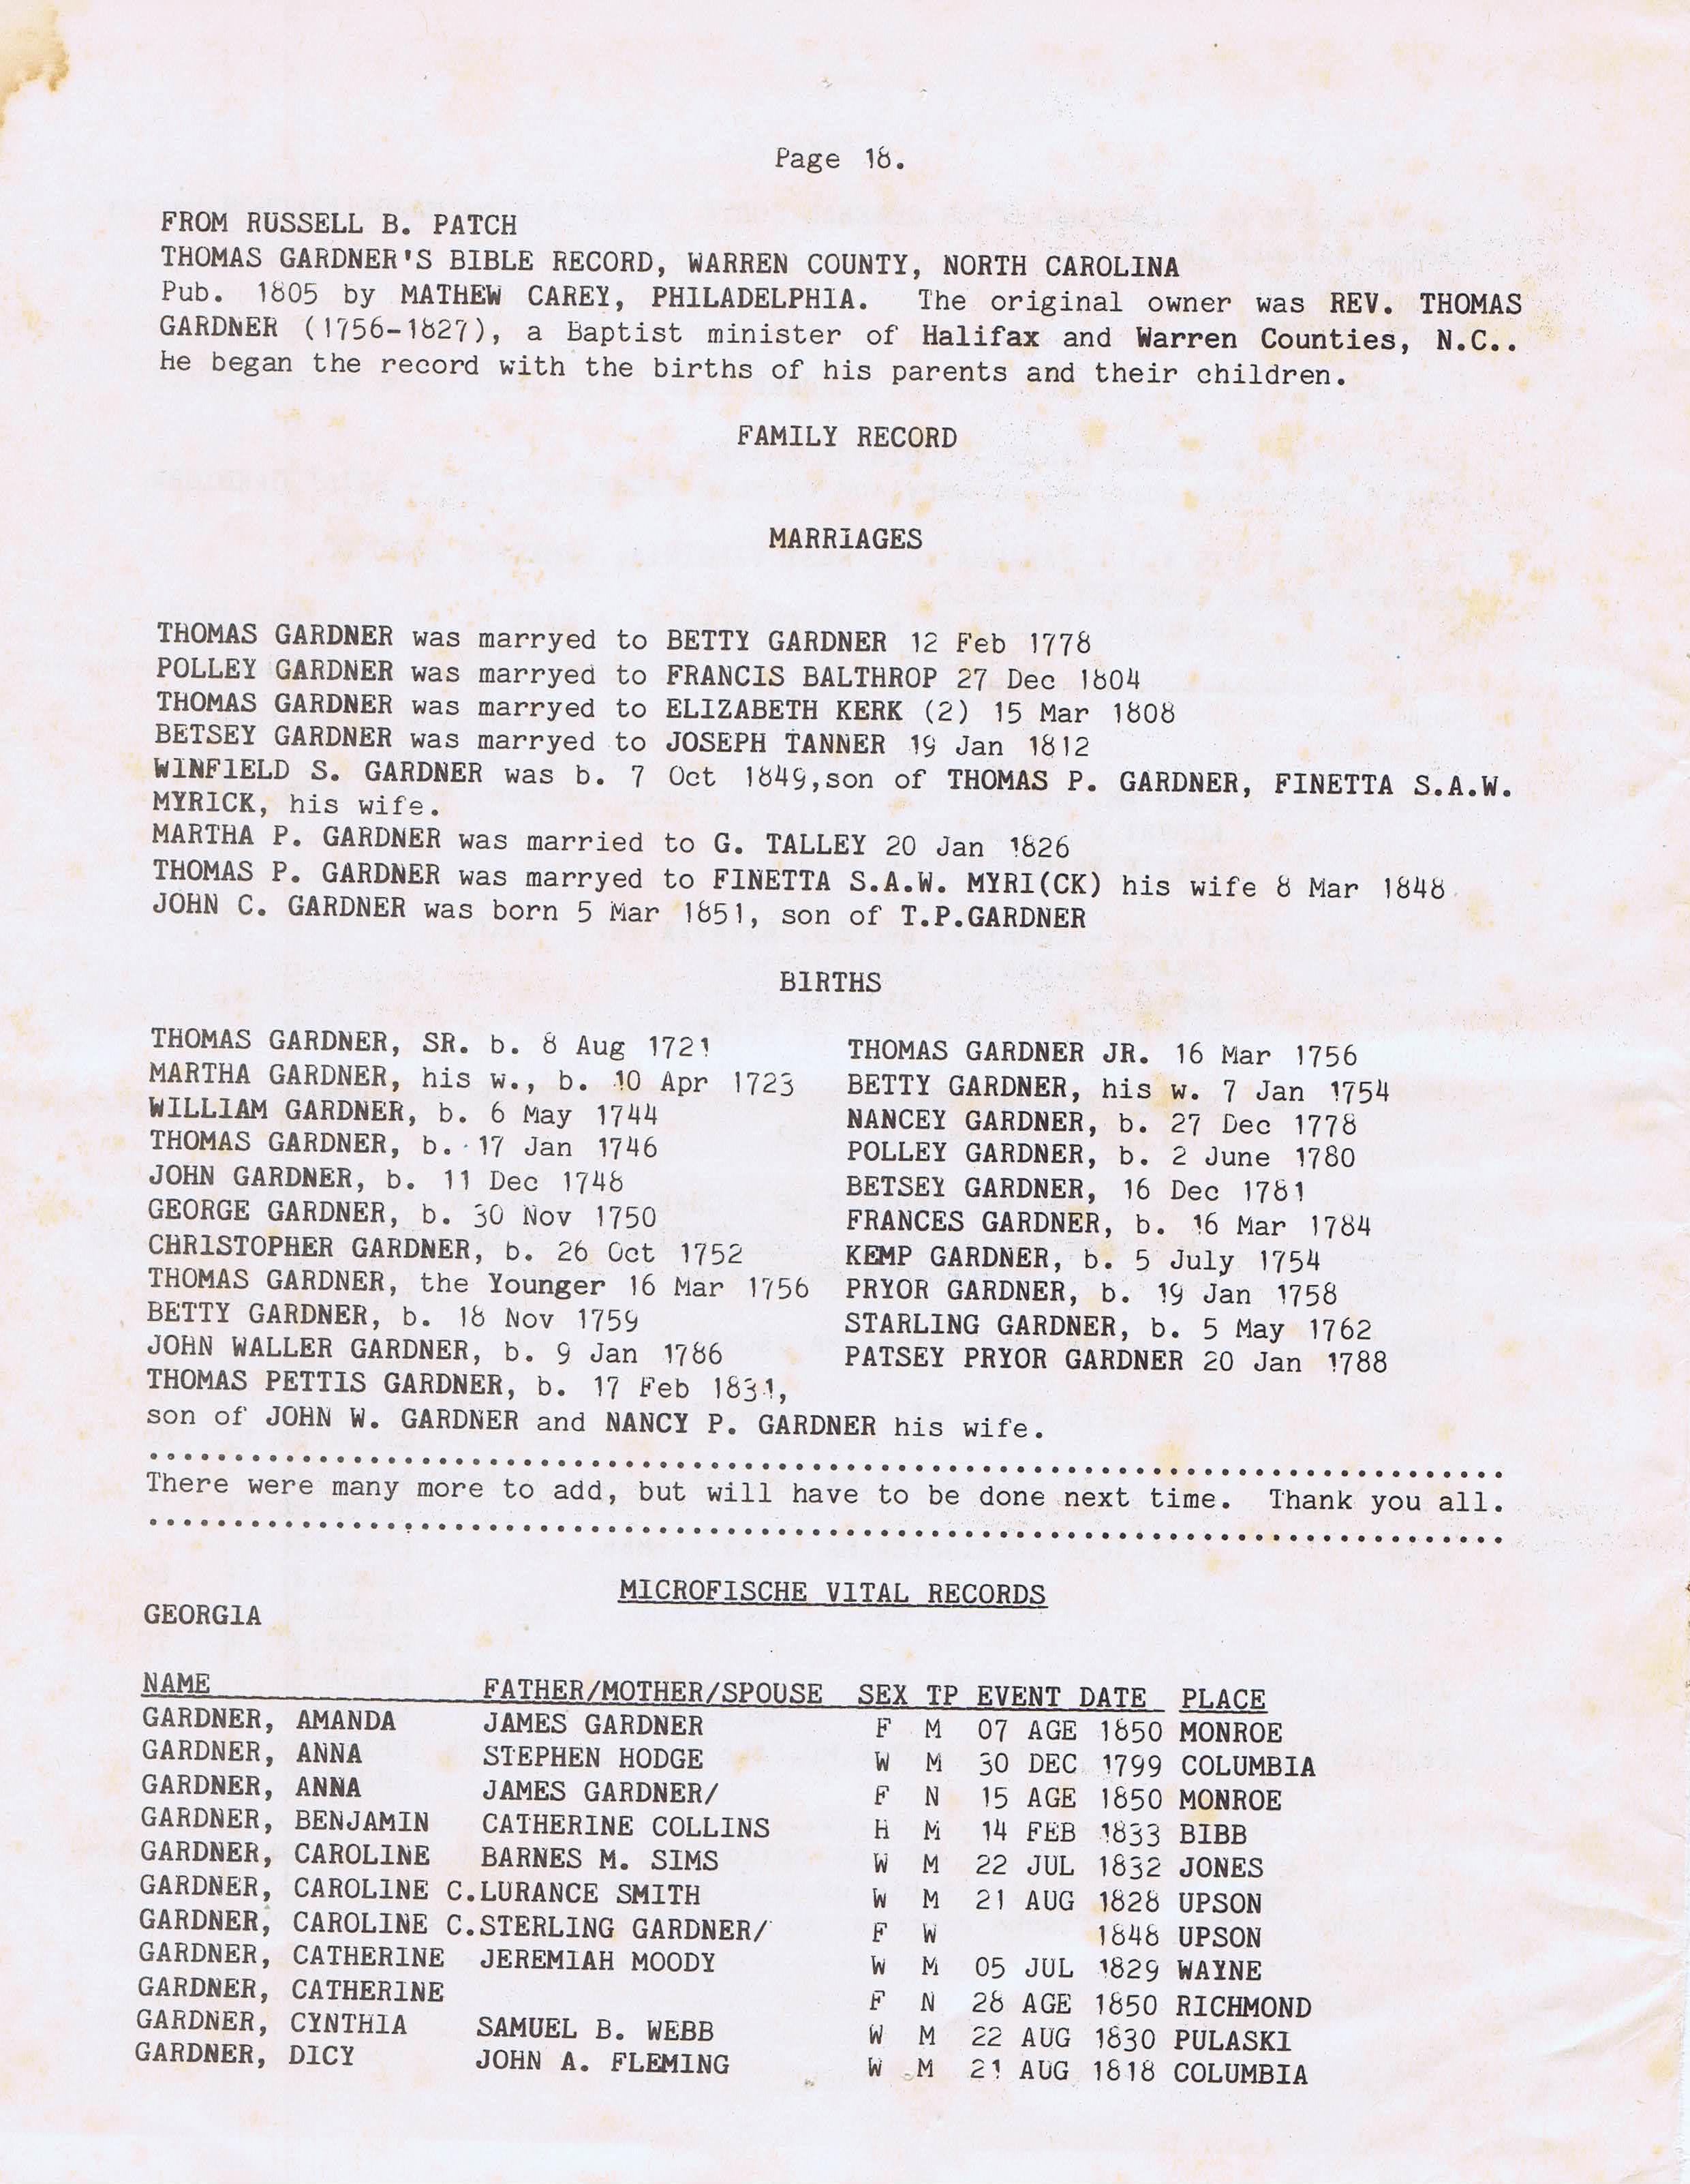 Page 18.
FROM RUSSELL B. PATCH
THOMAS GARDNER'S BIBLE RECORD, WARREN COUNTY, NORTH CAROLINA
Pub. 1805 by MATHEW CAREY, PHILADELPHIA. The original owner was REV. THOMAS
GARDNER (1756-1827), a Baptist minister of Halifax and Warren Counties, N.C..
He began the record with the births of his parents and their children.
FAMILY RECORD
MARRIAGES
THOMAS GARDNER was marryed to BETTY GARDNER 12 Feb 1778
POLLEY GARDNER was marryed to FRANCIS BALTHROP 27 Dec 1804
THOMAS GARDNER was marryed to ELIZABETH KERK (2) 15 Mar 1808
BETSEY GARDNER was marryed to JOSEPH TANNER 19 Jan 1812
WINFIELD S. GARDNER was b. 7 Oct 1849,son of THOMAS P. GARDNER, FINETTA S.A.W.
MYRICK, his wife.
MARTHA P. GARDNER was married to G. TALLEY 20 Jan 1826
THOMAS P. GARDNER was marryed to FINETTA S.A.W. MYRI(CK) his wife 8 Mar 1848
JOHN C. GARDNER was born 5 Mar 1851, son of T.P.GARDNER
BIRTHS
THOMAS GARDNER, SR. b. 8 Aug 1721 THOMAS GARDNER JR. 16 Mar 1756
MARTHA GARDNER, his w., b. 10 Apr 1723 BETTY GARDNER, his w. 7 Jan 1754
WILLIAM GARDNER, b. 6 May 1744 NANCEY GARDNER, b. 27 Dec 1778
THOMAS GARDNER, b. 17 Jan 1746 POLLEY GARDNER, b. 2 June 1780
JOHN GARDNER, b. 11 Dec 1748 BETSEY GARDNER, 16 Dec 1781
GEORGE GARDNER, b. 30 Nov 1750 FRANCES GARDNER, b. 16 Mar 1784
CHRISTOPHER GARDNER, b. 26 Oct 1752 KEMP GARDNER, b. 5 July 1754
THOMAS GARDNER, the Younger 16 Mar 1756 PRYOR GARDNER, b. 19 Jan 1758
BETTY GARDNER, b. 18 Nov 1759 STARLING GARDNER, b. 5 May 1762
JOHN WALLER GARDNER, b. 9 Jan 1786 PATSEY PRYOR GARDNER 20 Jan 1788
THOMAS PETTIS GARDNER, b. 17 Feb 1831,
son of JOHN W. GARDNER and NANCY P. GARDNER his wife.
................................................................................
There were many more to add, but will have to be done next time. Thank you all.
................................................................................
MICROFISCHE VITAL RECORDS
GEORGIA
NAME FATHER/MOTHER/SPOUSE SEX TP EVENT DATE PLACE
GARDNER, AMANDA JAMES GARDNER F M 07 AGE 1850 MONROE
GARDNER, ANNA STEPHEN HODGE W M 30 DEC 1799 COLUMBIA
GARDNER, ANNA JAMES GARDNER/ F N 15 AGE 1850 MONROE
GARDNER, BENJAMIN CATHERINE COLLINS H M 14 FEB 1833 BIBB
GARDNER, CAROLINE BARNES M. SIMS W M 22 JUL 1832 JONES
GARDNER, CAROLINE C.LURANCE SMITH W M 21 AUG 1828 UPSON
GARDNER, CAROLINE C.STERLING GARDNER/ F W 1848 UPSON
GARDNER, CATHERINE JEREMIAH MOODY W M 05 JUL 1829 WAYNE
GARDNER, CATHERINE F N 28 AGE 1850 RICHMOND
GARDNER, CYNTHIA SAMUEL B. WEBB W M 22 AUG 1830 PULASKI
GARDNER, DICY JOHN A. FLEMING W M 21 AUG 1818 COLUMBIA